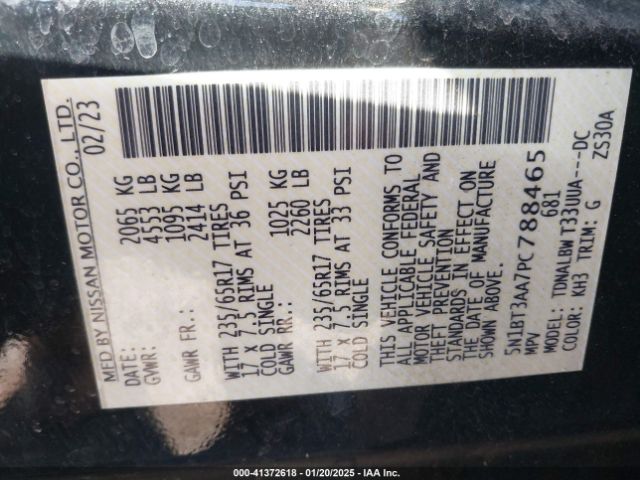 MFD BY NISSAN MOTOR CO., LTD.
DATE: 02/23
GVWR: 2065 KG
4553 LB
GAWR FR.: 1095 KG
2414 LB
WITH 235/65R17 TIRES
17 X 7.5 RIMS AT 36 PSI
COLD SINGLE
GAWR RR.: 1025 KG
2260 LB
WITH 235/65R17 TIRES
17 X 7.5 RIMS AT 33 PSI
COLD SINGLE
THIS VEHICLE CONFORMS TO
ALL APPLICABLE FEDERAL
MOTOR VEHICLE SAFETY AND
THEFT PREVENTION
STANDARDS IN EFFECT ON
THE DATE OF MANUFACTURE
SHOWN ABOVE.
5N1BT3AA7PC788465
MPV 681
MODEL: TDNALBW T33UUA---DC
COLOR: KH3 TRIM: G ZS30A
000-41372618 - 01/20/2025 - IAA Inc.